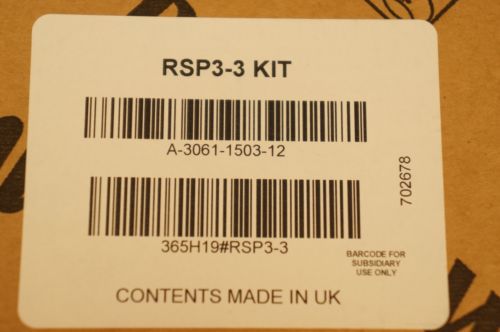 RSP3-3 KIT
A-3061-1503-12
365H19#RSP3-3
702678
BARCODE FOR
SUBSIDIARY
USE ONLY
CONTENTS MADE IN UK